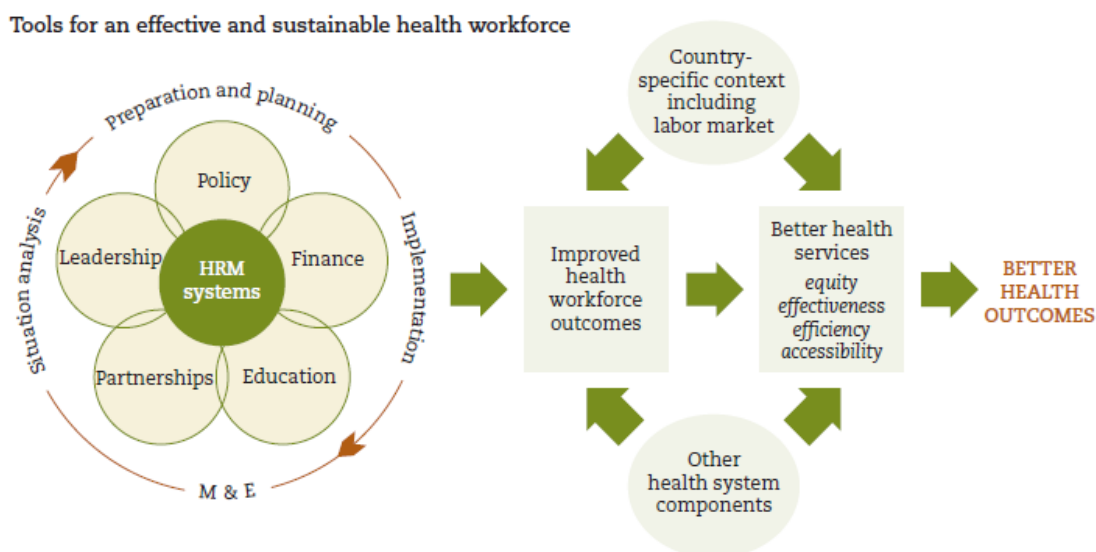 Tools for an effective and sustainable health workforce
Preparation and planning
Situation analysis
Implementation
M & E
Policy
Leadership
Finance
HRM
systems
Partnerships
Education
Country-
specific context
including
labor market
Improved
health
workforce
outcomes
Better health
services
equity
effectiveness
efficiency
accessibility
BETTER
HEALTH
OUTCOMES
Other
health system
components